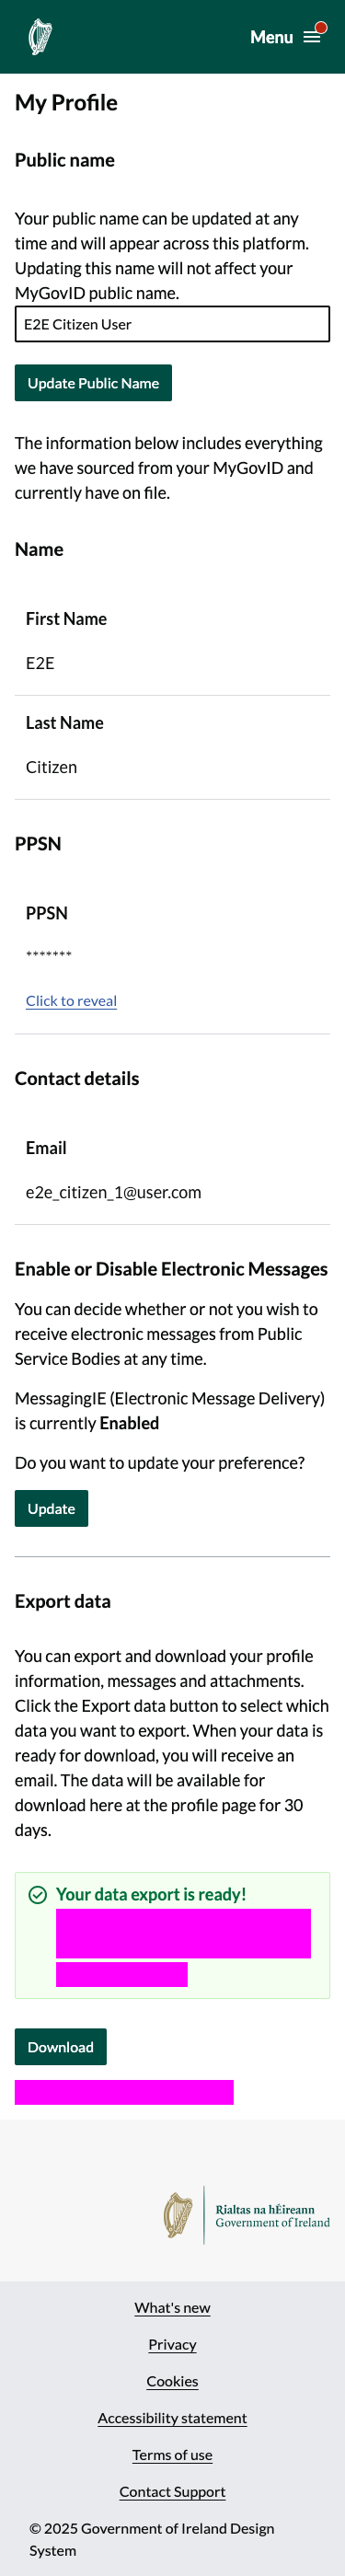 Menu
My Profile
Public name
Your public name can be updated at any
time and will appear across this platform.
Updating this name will not affect your
MyGovID public name.
E2E Citizen User
Update Public Name
The information below includes everything
we have sourced from your MyGovID and
currently have on file.
Name
First Name
E2E
Last Name
Citizen
PPSN
PPSN
*******
Click to reveal
Contact details
Email
e2e_citizen_1@user.com
Enable or Disable Electronic Messages
You can decide whether or not you wish to
receive electronic messages from Public
Service Bodies at any time.
MessagingIE (Electronic Message Delivery)
is currently Enabled
Do you want to update your preference?
Update
Export data
You can export and download your profile
information, messages and attachments.
Click the Export data button to select which
data you want to export. When your data is
ready for download, you will receive an
email. The data will be available for
download here at the profile page for 30
days.
Your data export is ready!
Download
Rialtas na hÉireann
Government of Ireland
What's new
Privacy
Cookies
Accessibility statement
Terms of use
Contact Support
© 2025 Government of Ireland Design
System